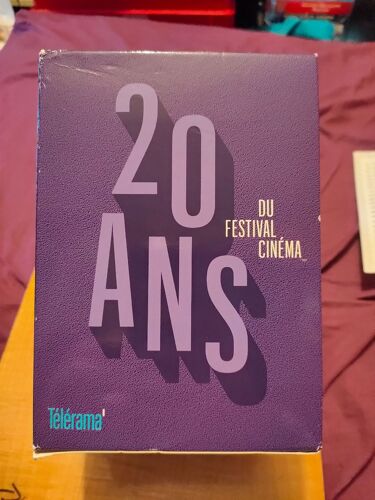 20
ANS
DU
FESTIVAL
CINÉMA
Télérama'